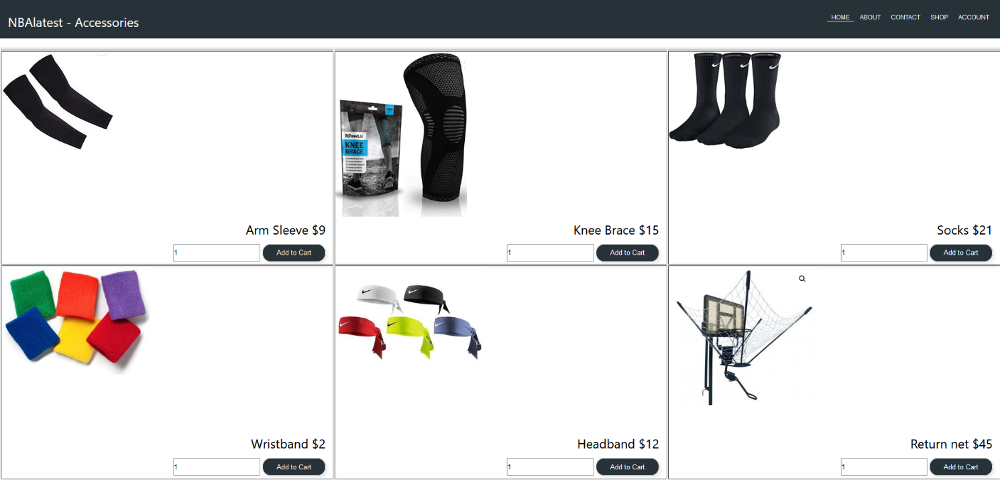 NBAlatest - Accessories
HOME ABOUT CONTACT SHOP ACCOUNT
PowerLix
KNEE
BRACE
Arm Sleeve $9
Knee Brace $15
Socks $21
1 Add to Cart
1 Add to Cart
1 Add to Cart
Wristband $2
Headband $12
Return net $45
1 Add to Cart
1 Add to Cart
1 Add to Cart